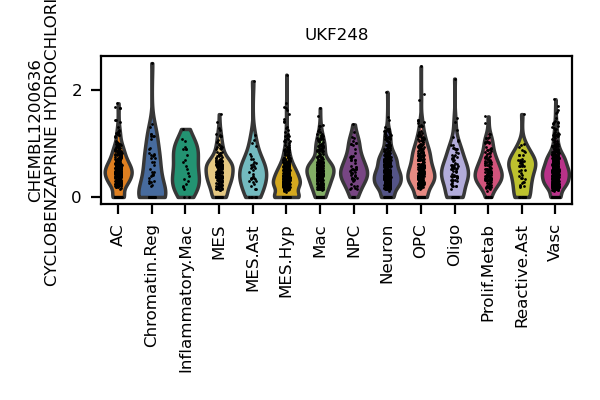 UKF248
CHEMBL1200636
CYCLOBENZAPRINE HYDROCHLORI
2
0
AC
Chromatin.Reg
Inflammatory.Mac
MES
MES.Ast
MES.Hyp
Mac
NPC
Neuron
OPC
Oligo
Prolif.Metab
Reactive.Ast
Vasc